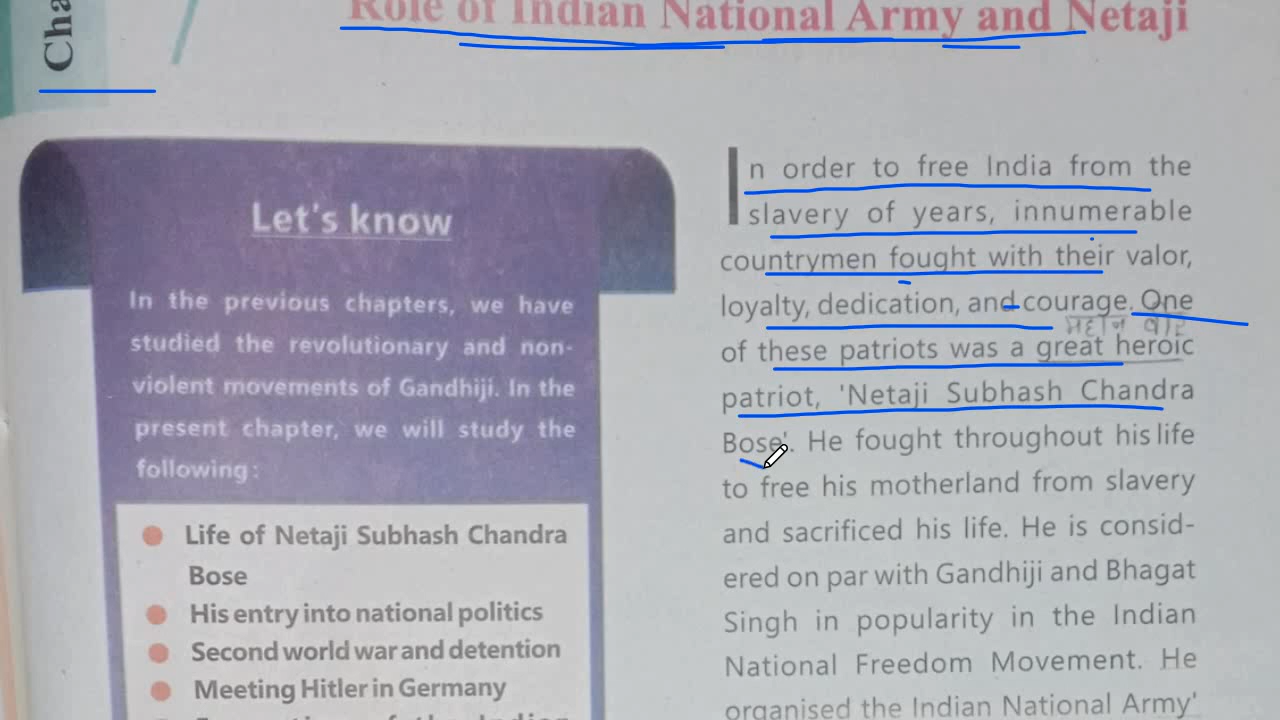 Cha
Role of Indian National Army and Netaji
Let's know
In the previous chapters, we have
studied the revolutionary and non-
violent movements of Gandhiji. In the
present chapter, we will study the
following:
Life of Netaji Subhash Chandra
Bose
His entry into national politics
Second world war and detention
Meeting Hitler in Germany
In order to free India from the
slavery of years, innumerable
countrymen fought with their valor,
loyalty, dedication, and courage. One
महान वीर
of these patriots was a great heroic
patriot, 'Netaji Subhash Chandra
Bose'. He fought throughout his life
to free his motherland from slavery
and sacrificed his life. He is consid-
ered on par with Gandhiji and Bhagat
Singh in popularity in the Indian
National Freedom Movement. He
organised the Indian National Army'